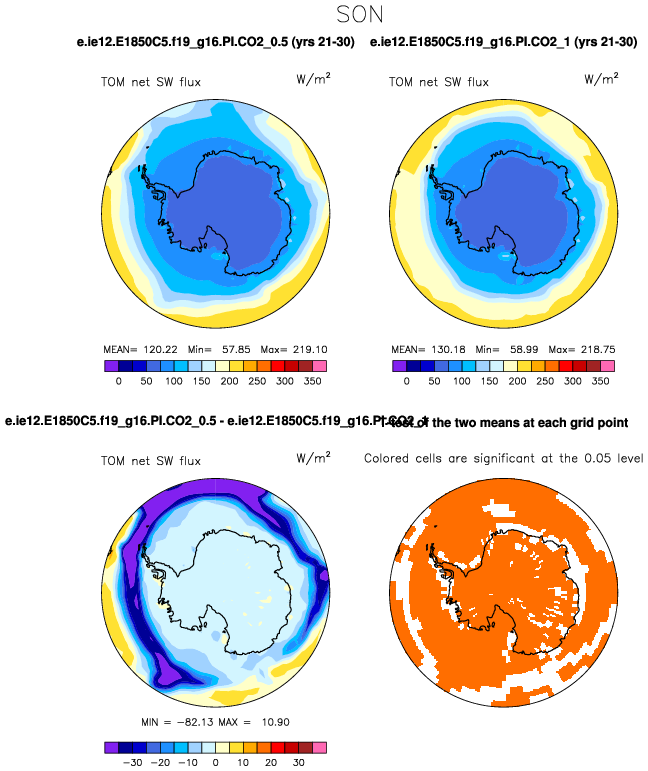 SON
e.ie12.E1850C5.f19_g16.PI.CO2_0.5 (yrs 21-30)
e.ie12.E1850C5.f19_g16.PI.CO2_1 (yrs 21-30)
TOM net SW flux W/m²
TOM net SW flux W/m²
MEAN= 120.22 Min= 57.85 Max= 219.10
MEAN= 130.18 Min= 58.99 Max= 218.75
0 50 100 150 200 250 300 350
0 50 100 150 200 250 300 350
e.ie12.E1850C5.f19_g16.PI.CO2_0.5 - e.ie12.E1850C5.f19_g16.PI.CO2_1
T-test of the two means at each grid point
TOM net SW flux W/m²
Colored cells are significant at the 0.05 level
MIN = -82.13 MAX = 10.90
-30 -20 -10 0 10 20 30